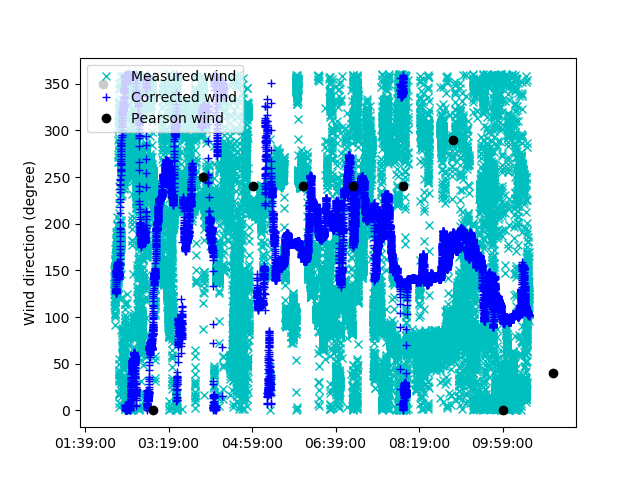 Measured wind
Corrected wind
Pearson wind
Wind direction (degree)
350
300
250
200
150
100
50
0
01:39:00 03:19:00 04:59:00 06:39:00 08:19:00 09:59:00